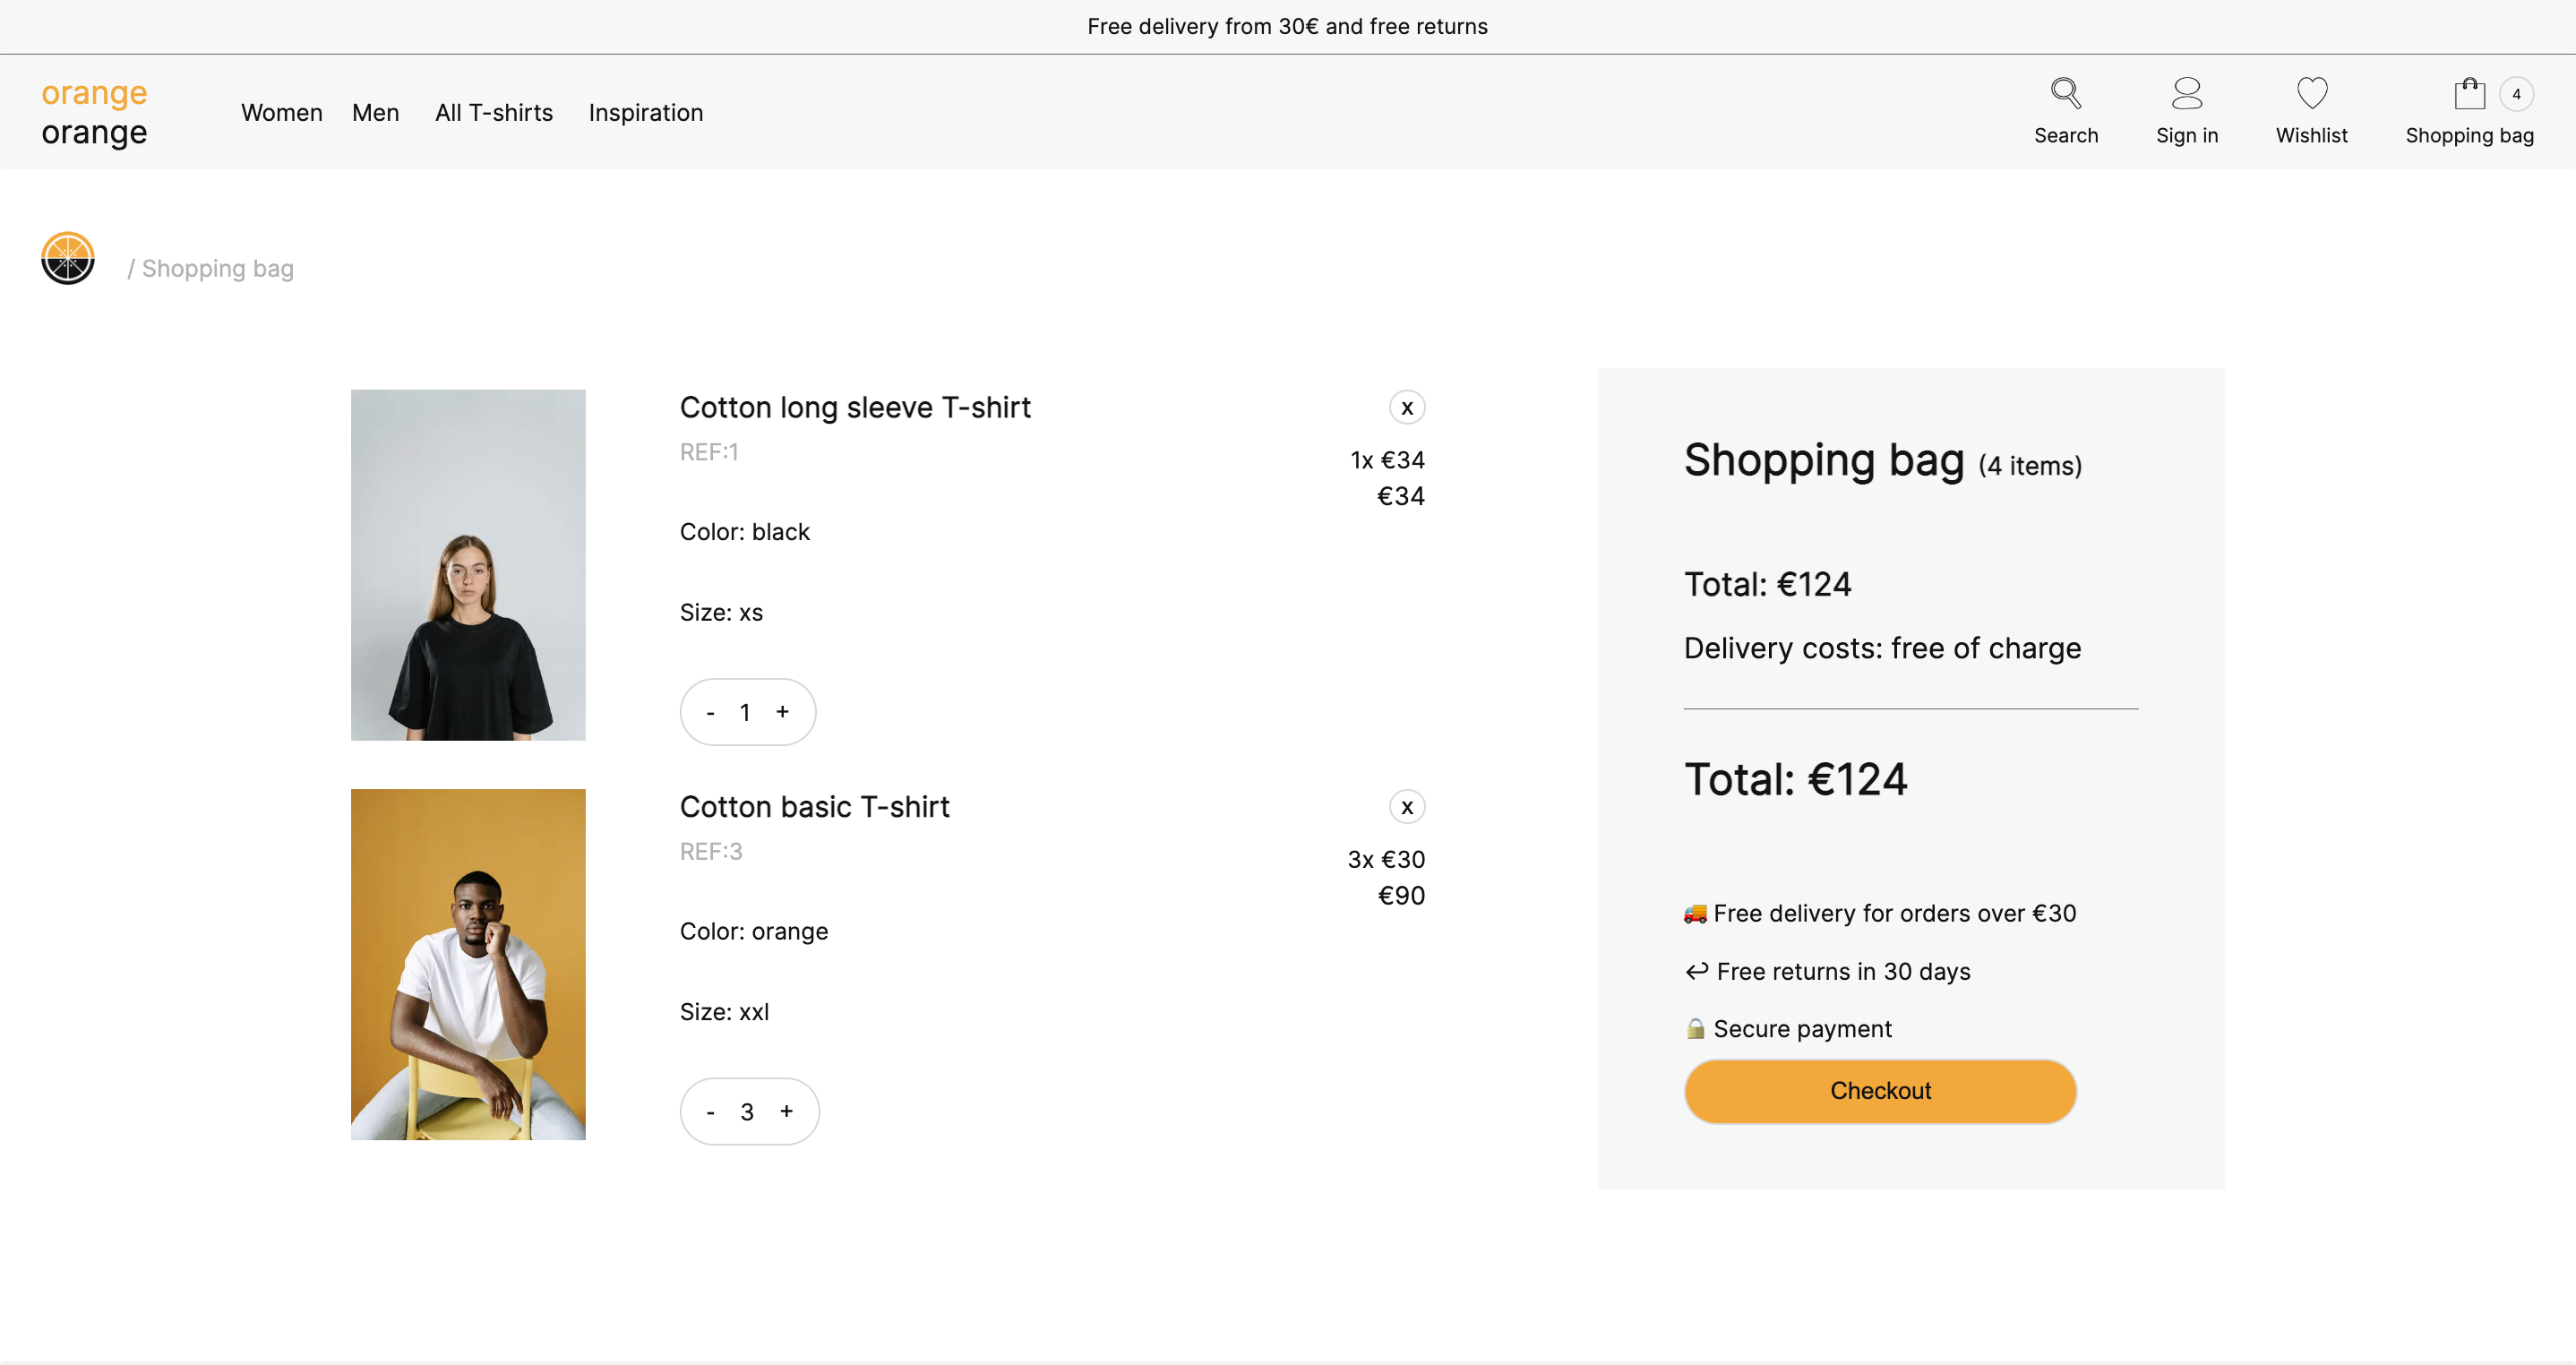 Free delivery from 30€ and free returns
orange
orange
Women Men All T-shirts Inspiration
Search Sign in Wishlist Shopping bag 4
/ Shopping bag
Cotton long sleeve T-shirt
x
REF:1
1x €34
€34
Color: black
Size: xs
- 1 +
Cotton basic T-shirt
x
REF:3
3x €30
€90
Color: orange
Size: xxl
- 3 +
Shopping bag (4 items)
Total: €124
Delivery costs: free of charge
Total: €124
🚚 Free delivery for orders over €30
↩ Free returns in 30 days
🔒 Secure payment
Checkout